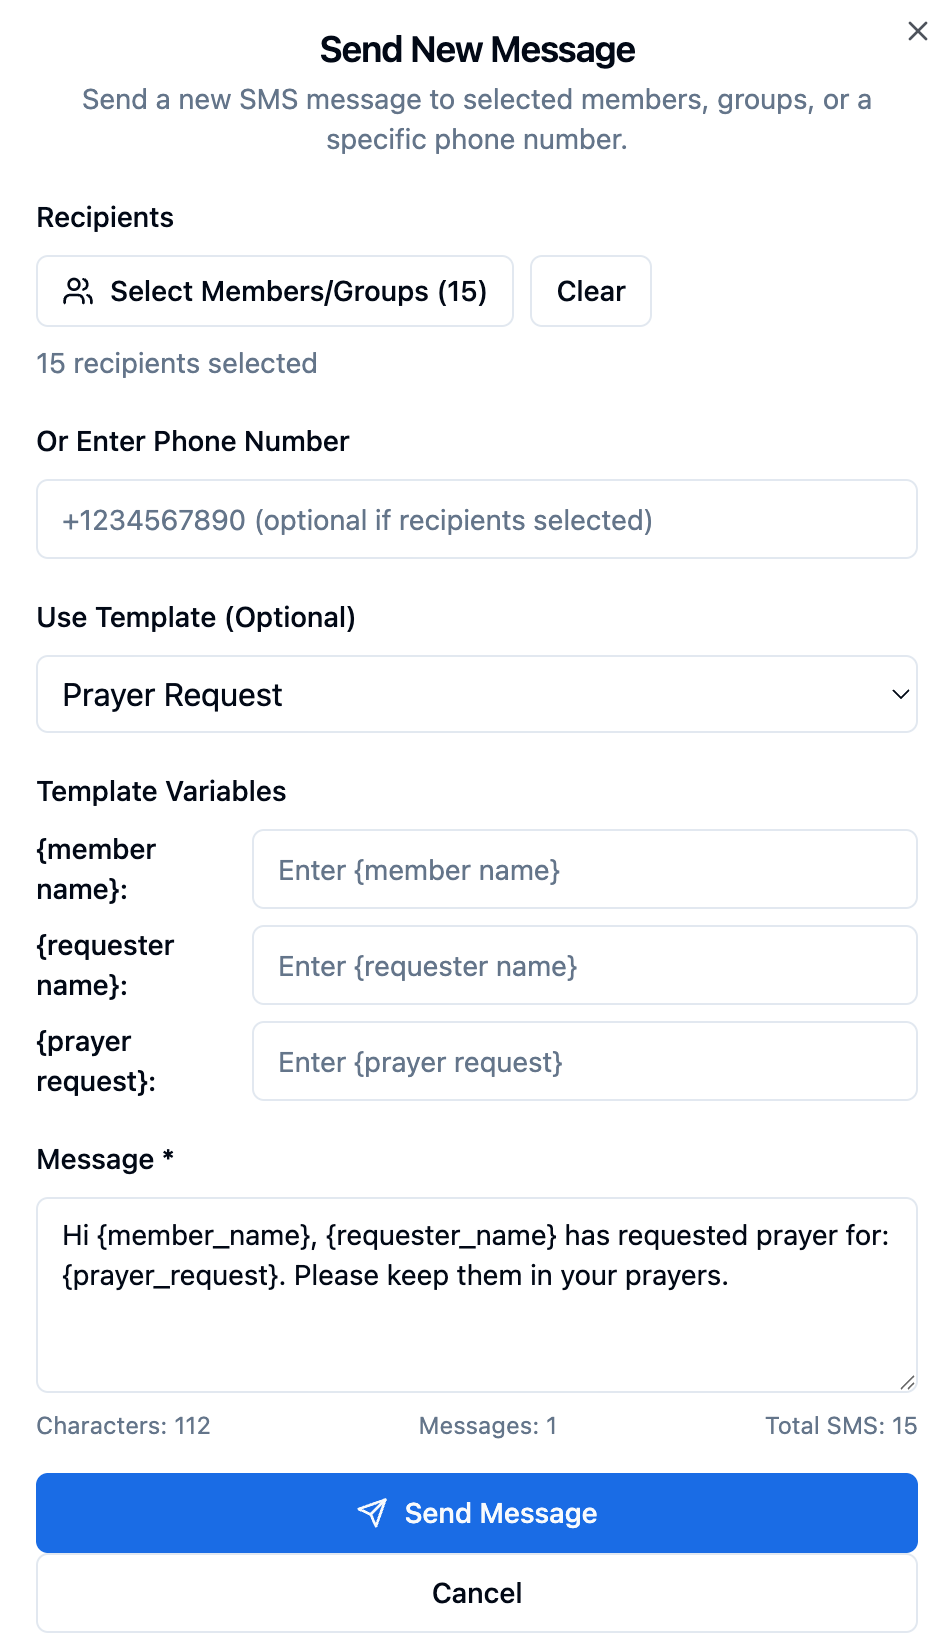 Send New Message
Send a new SMS message to selected members, groups, or a
specific phone number.
Recipients
Select Members/Groups (15)
Clear
15 recipients selected
Or Enter Phone Number
+1234567890 (optional if recipients selected)
Use Template (Optional)
Prayer Request
Template Variables
{member
name}:
Enter {member name}
{requester
name}:
Enter {requester name}
{prayer
request}:
Enter {prayer request}
Message *
Hi {member_name}, {requester_name} has requested prayer for:
{prayer_request}. Please keep them in your prayers.
Characters: 112
Messages: 1
Total SMS: 15
Send Message
Cancel